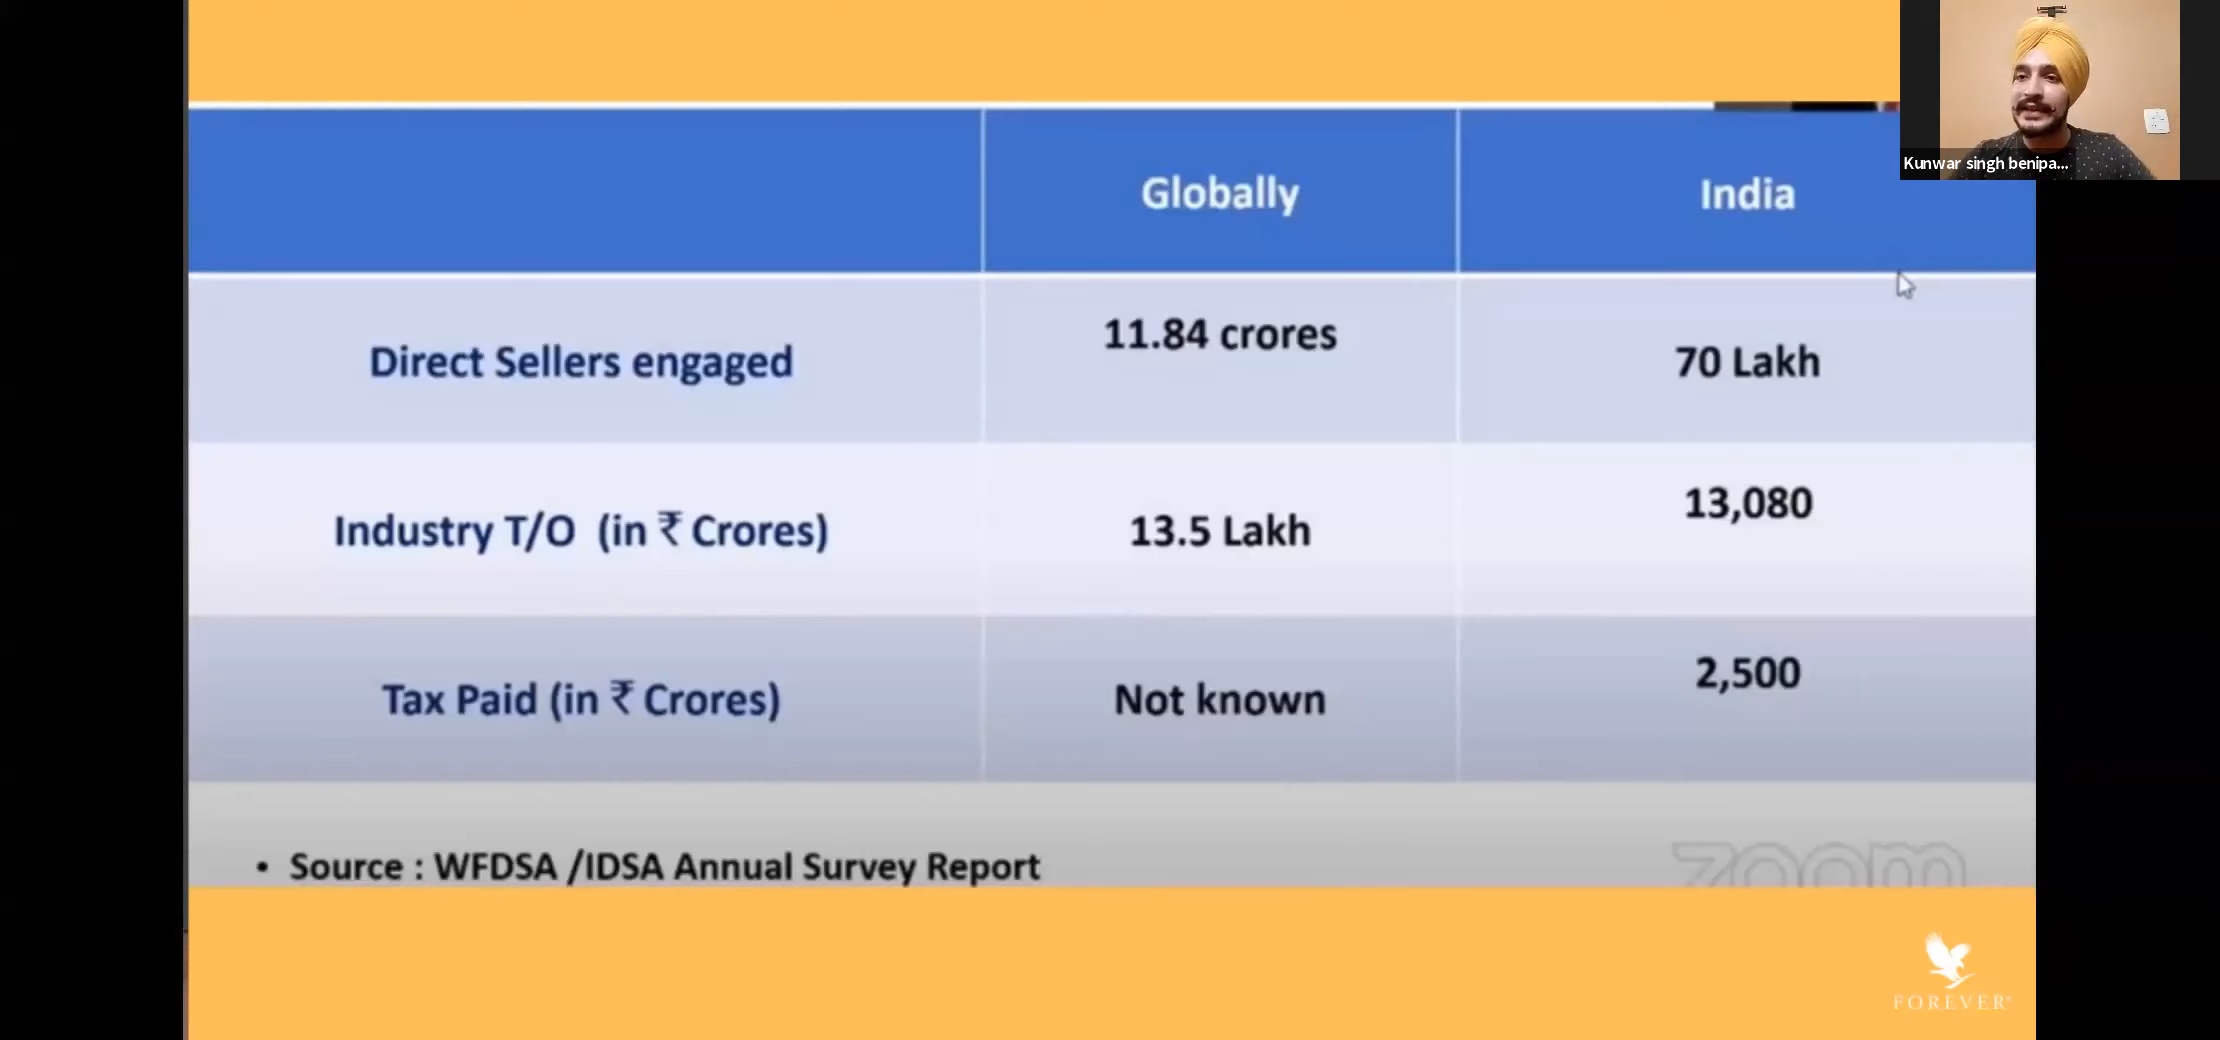 Kunwar singh benipa...
Globally India
Direct Sellers engaged 11.84 crores 70 Lakh
Industry T/O (in ₹ Crores) 13.5 Lakh 13,080
Tax Paid (in ₹ Crores) Not known 2,500
• Source : WFDSA /IDSA Annual Survey Report
zoom
FOREVER®